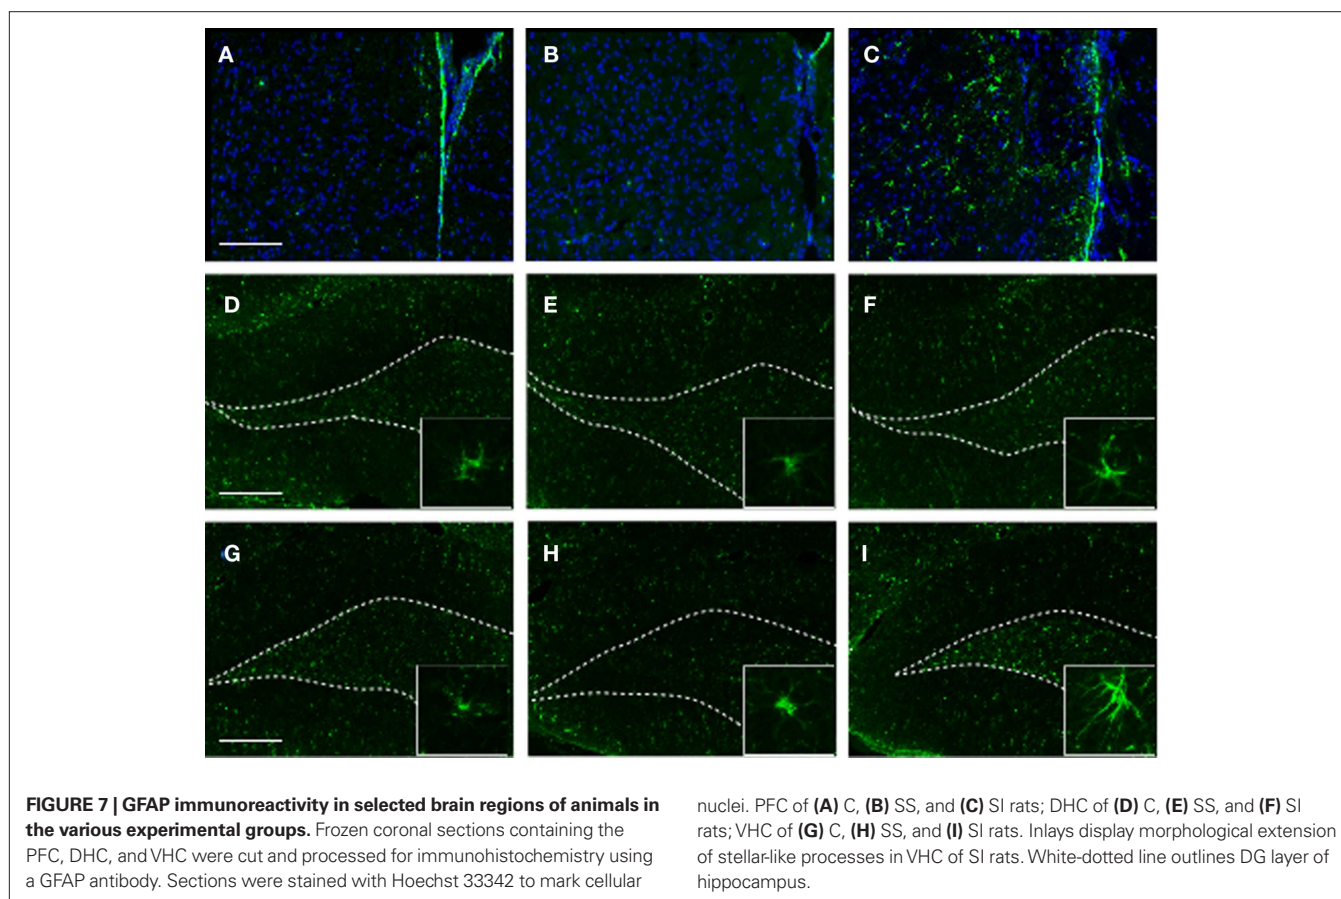 A
B
C
D
E
F
G
H
I
FIGURE 7 | GFAP immunoreactivity in selected brain regions of animals in
the various experimental groups. Frozen coronal sections containing the
PFC, DHC, and VHC were cut and processed for immunohistochemistry using
a GFAP antibody. Sections were stained with Hoechst 33342 to mark cellular
nuclei. PFC of (A) C, (B) SS, and (C) SI rats; DHC of (D) C, (E) SS, and (F) SI
rats; VHC of (G) C, (H) SS, and (I) SI rats. Inlays display morphological extension
of stellar-like processes in VHC of SI rats. White-dotted line outlines DG layer of
hippocampus.